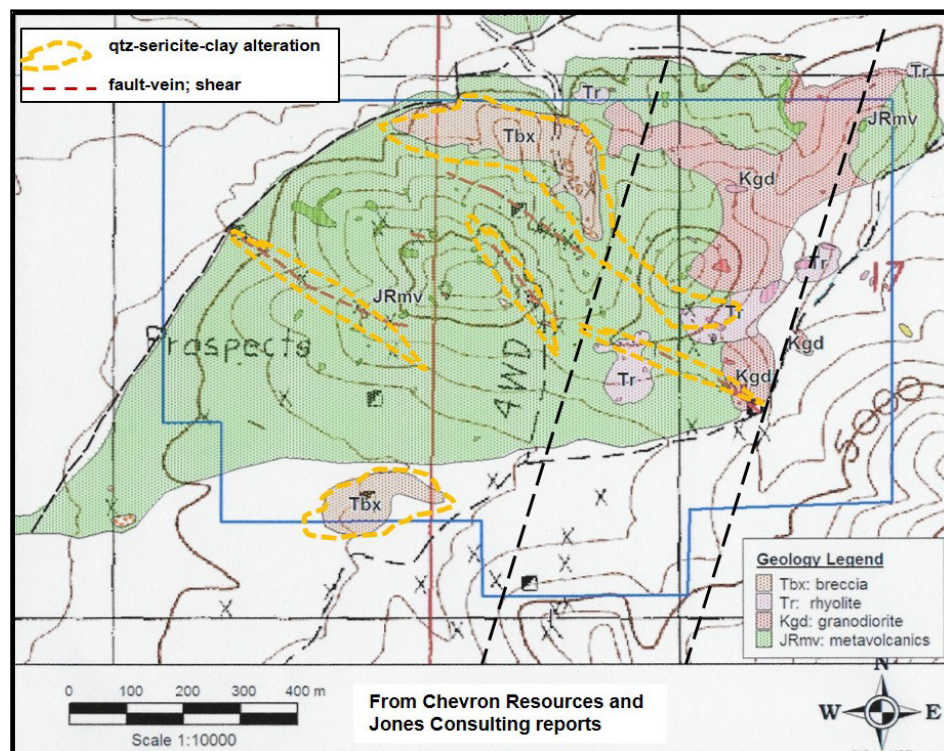 qtz-sericite-clay alteration
fault-vein; shear
Tr
Tr
Tbx
JRmv
Kgd
Tr
17
JRmv
Tr
Prospects
Kgd
4WD
Tr
Kgd
5000
Tbx
Geology Legend
Tbx: breccia
Tr: rhyolite
Kgd: granodiorite
JRmv: metavolcanics
0 100 200 300 400 m
Scale 1:10000
From Chevron Resources and
Jones Consulting reports
N
W E